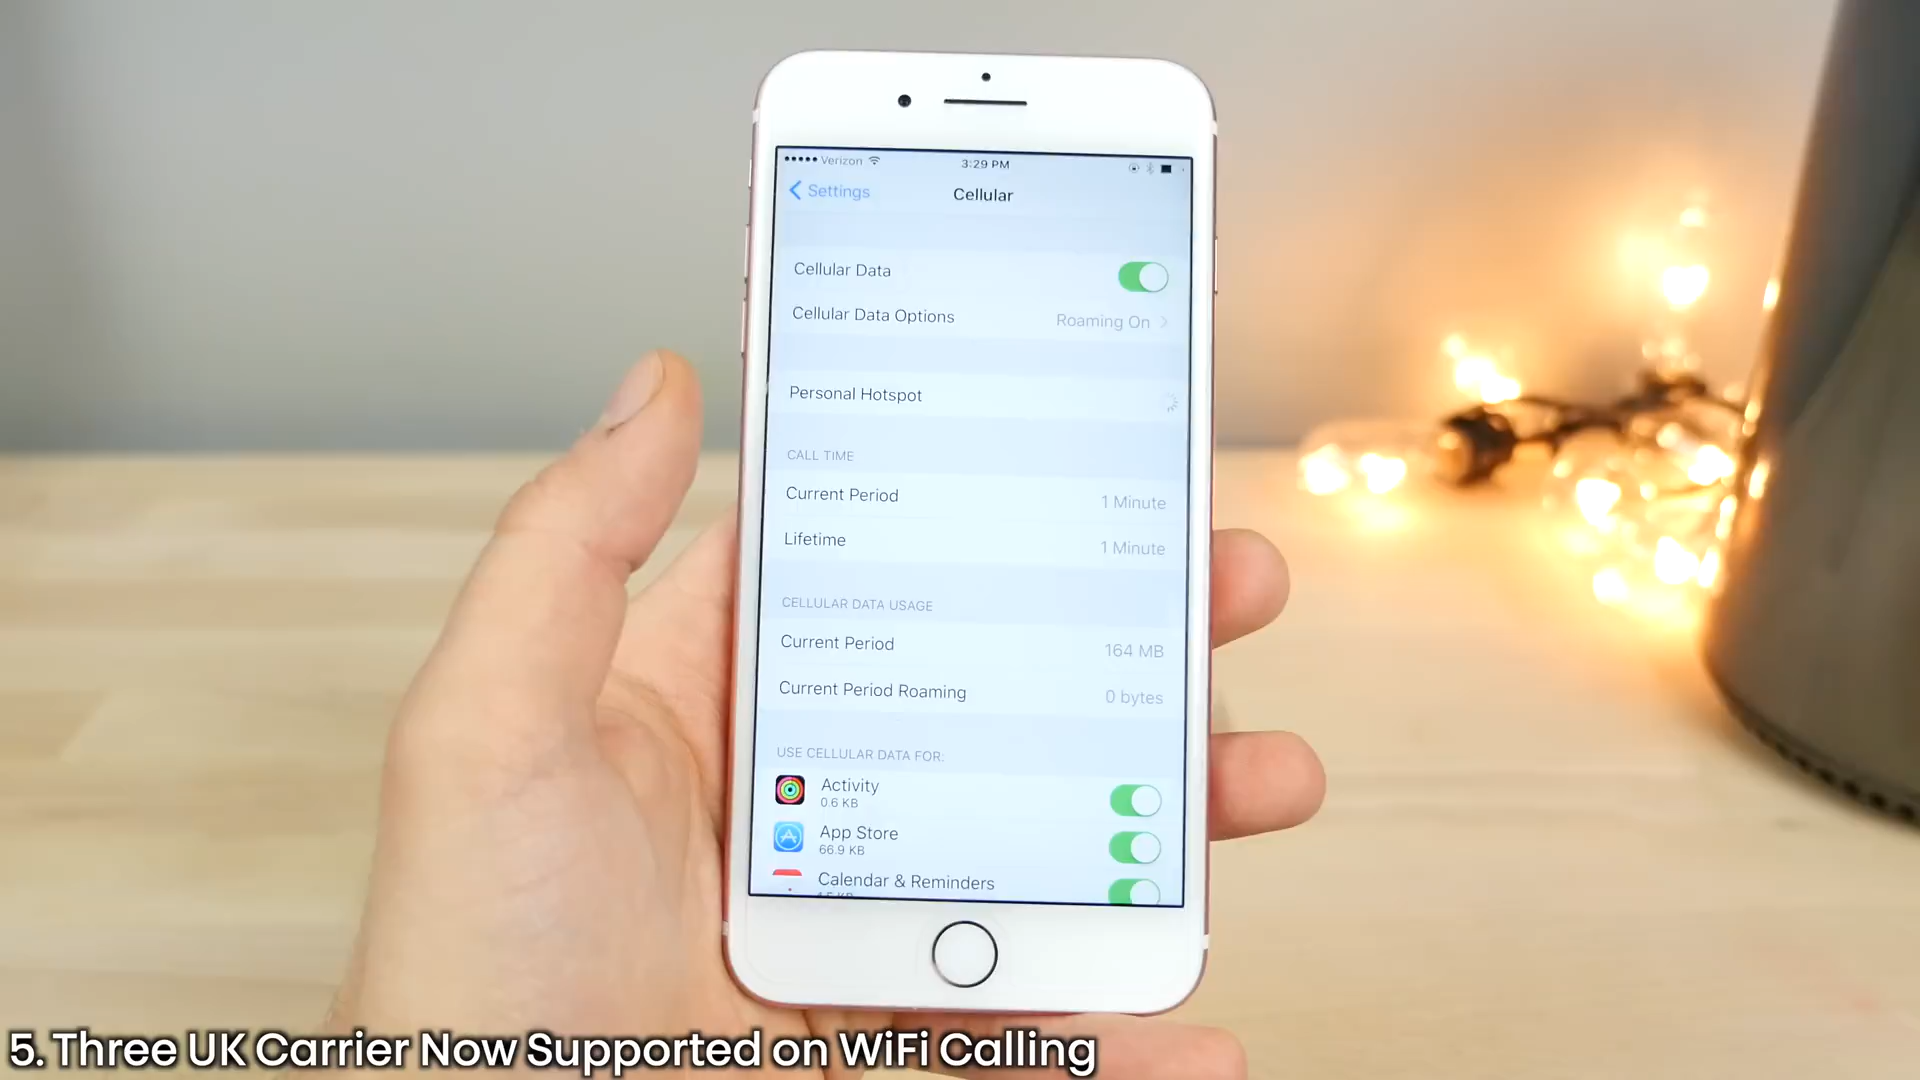 Verizon
3:29 PM
Settings
Cellular
Cellular Data
Cellular Data Options Roaming On
Personal Hotspot
CALL TIME
Current Period 1 Minute
Lifetime 1 Minute
CELLULAR DATA USAGE
Current Period 164 MB
Current Period Roaming 0 bytes
USE CELLULAR DATA FOR:
Activity
0.6 KB
App Store
66.9 KB
Calendar & Reminders
5. Three UK Carrier Now Supported on WiFi Calling